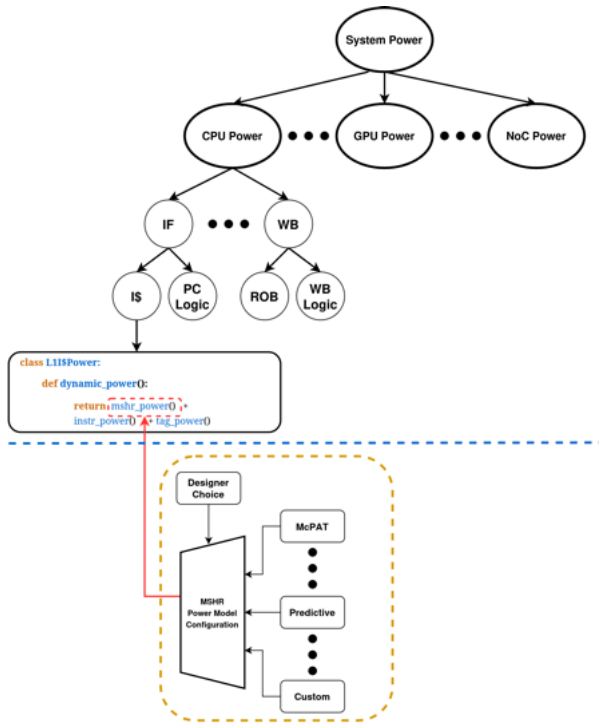 System Power
CPU Power
GPU Power
NoC Power
IF
WB
I$
PC
Logic
ROB
WB
Logic
class L1I$Power:
def dynamic_power():
return mshr_power() +
instr_power() + tag_power()
Designer
Choice
McPAT
MSHR
Power Model
Configuration
Predictive
Custom